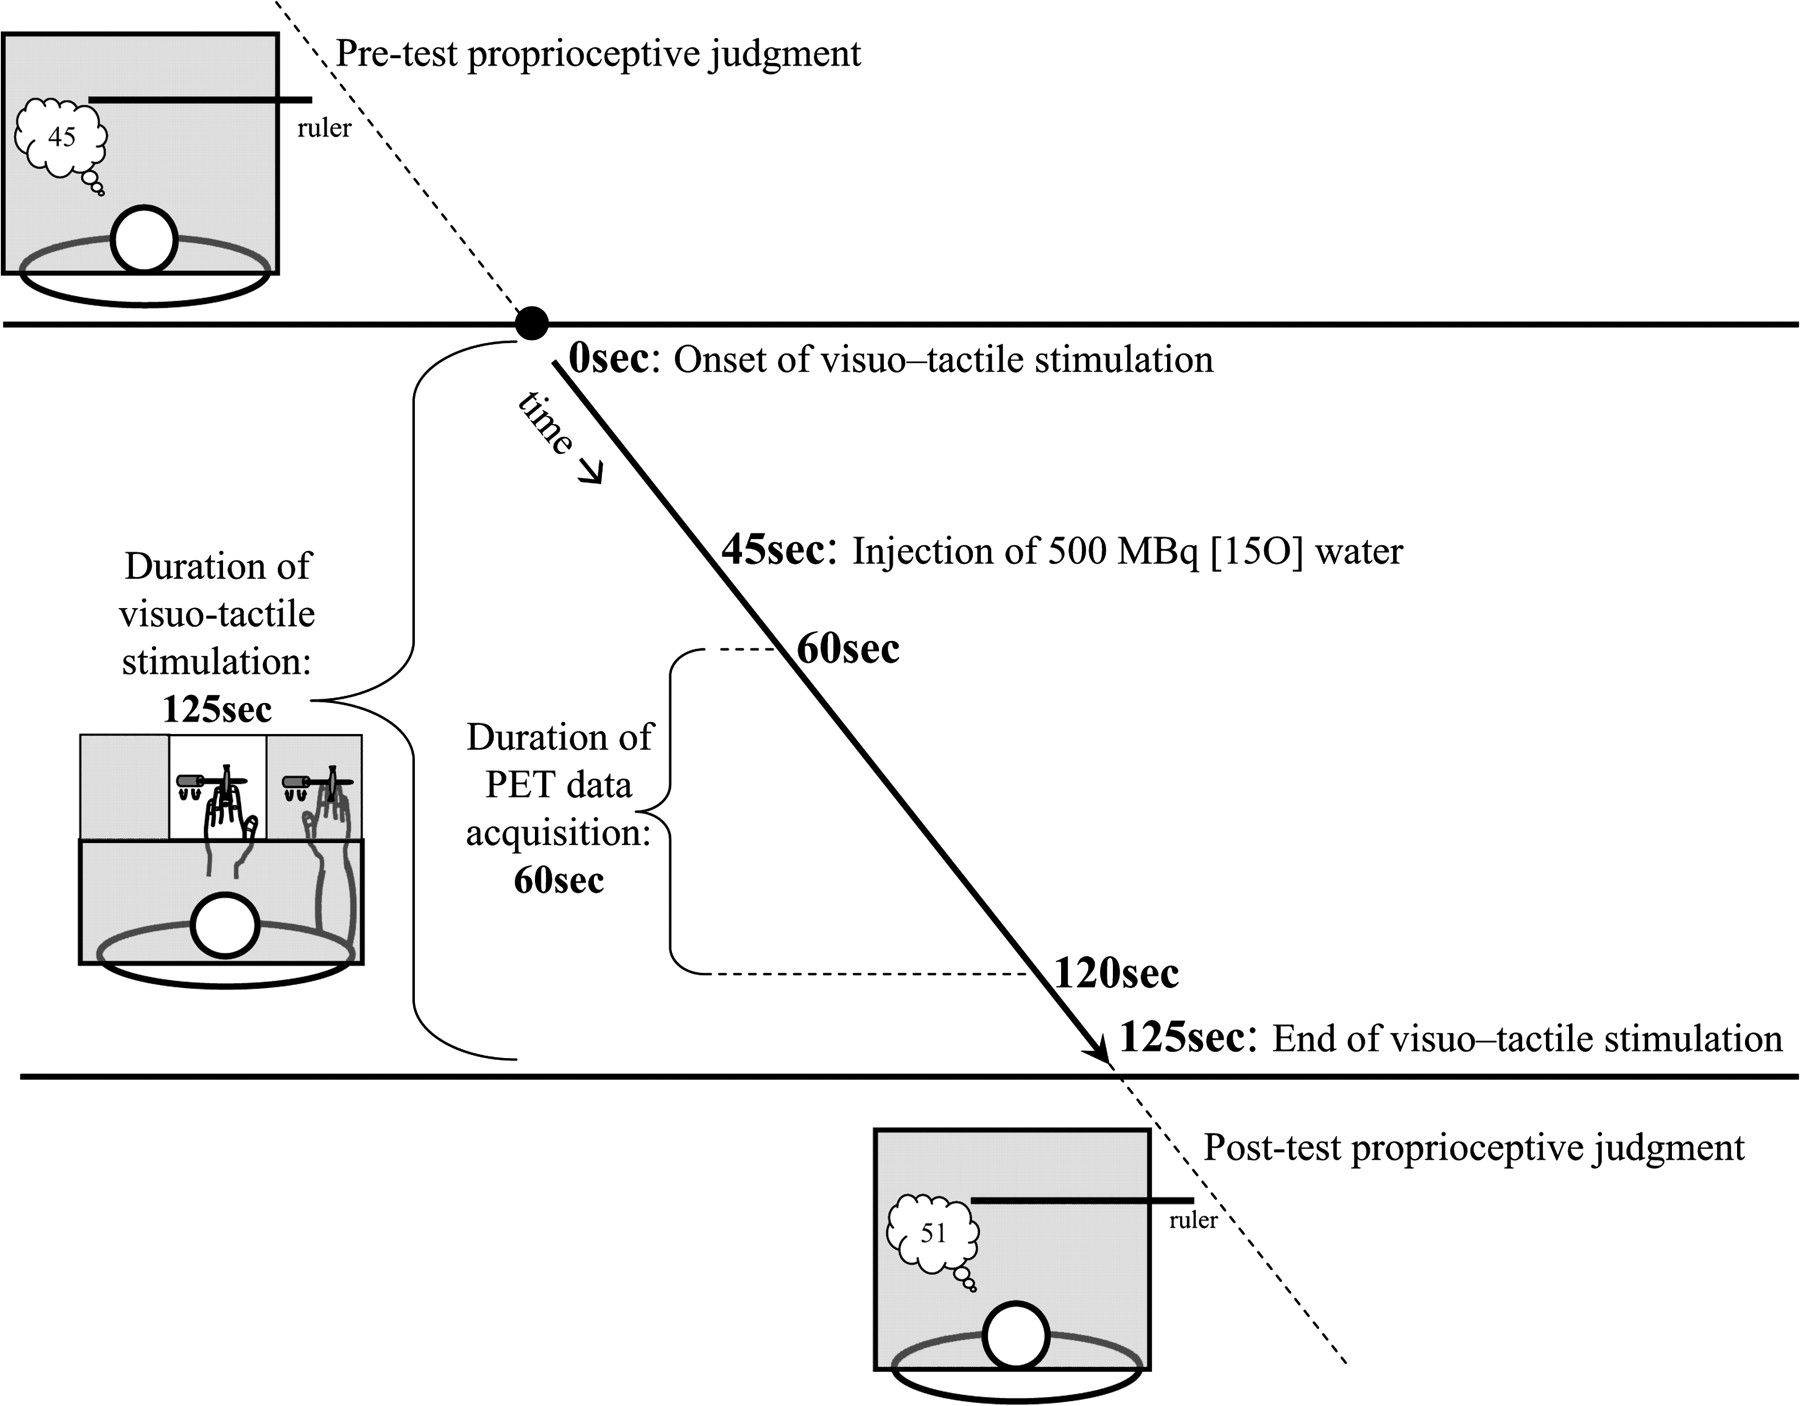 Pre-test proprioceptive judgment
ruler
45
0sec: Onset of visuo–tactile stimulation
time
45sec: Injection of 500 MBq [15O] water
Duration of
visuo-tactile
stimulation:
125sec
60sec
Duration of
PET data
acquisition:
60sec
120sec
125sec: End of visuo–tactile stimulation
Post-test proprioceptive judgment
ruler
51